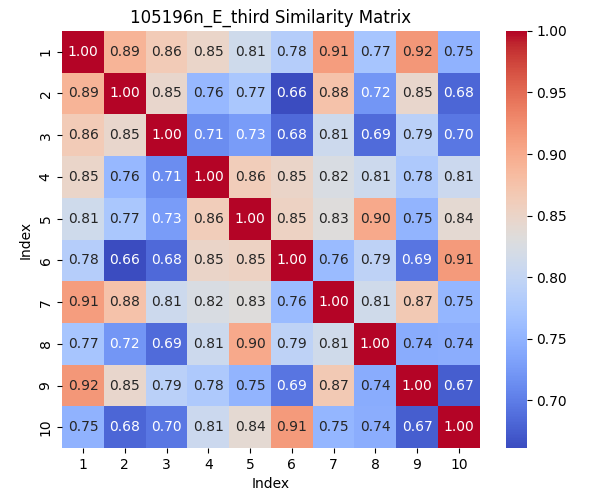 105196n_E_third Similarity Matrix
1 1.00 0.89 0.86 0.85 0.81 0.78 0.91 0.77 0.92 0.75
2 0.89 1.00 0.85 0.76 0.77 0.66 0.88 0.72 0.85 0.68
3 0.86 0.85 1.00 0.71 0.73 0.68 0.81 0.69 0.79 0.70
4 0.85 0.76 0.71 1.00 0.86 0.85 0.82 0.81 0.78 0.81
5 0.81 0.77 0.73 0.86 1.00 0.85 0.83 0.90 0.75 0.84
6 0.78 0.66 0.68 0.85 0.85 1.00 0.76 0.79 0.69 0.91
7 0.91 0.88 0.81 0.82 0.83 0.76 1.00 0.81 0.87 0.75
8 0.77 0.72 0.69 0.81 0.90 0.79 0.81 1.00 0.74 0.74
9 0.92 0.85 0.79 0.78 0.75 0.69 0.87 0.74 1.00 0.67
10 0.75 0.68 0.70 0.81 0.84 0.91 0.75 0.74 0.67 1.00
1 2 3 4 5 6 7 8 9 10
Index
Index
1.00
0.95
0.90
0.85
0.80
0.75
0.70